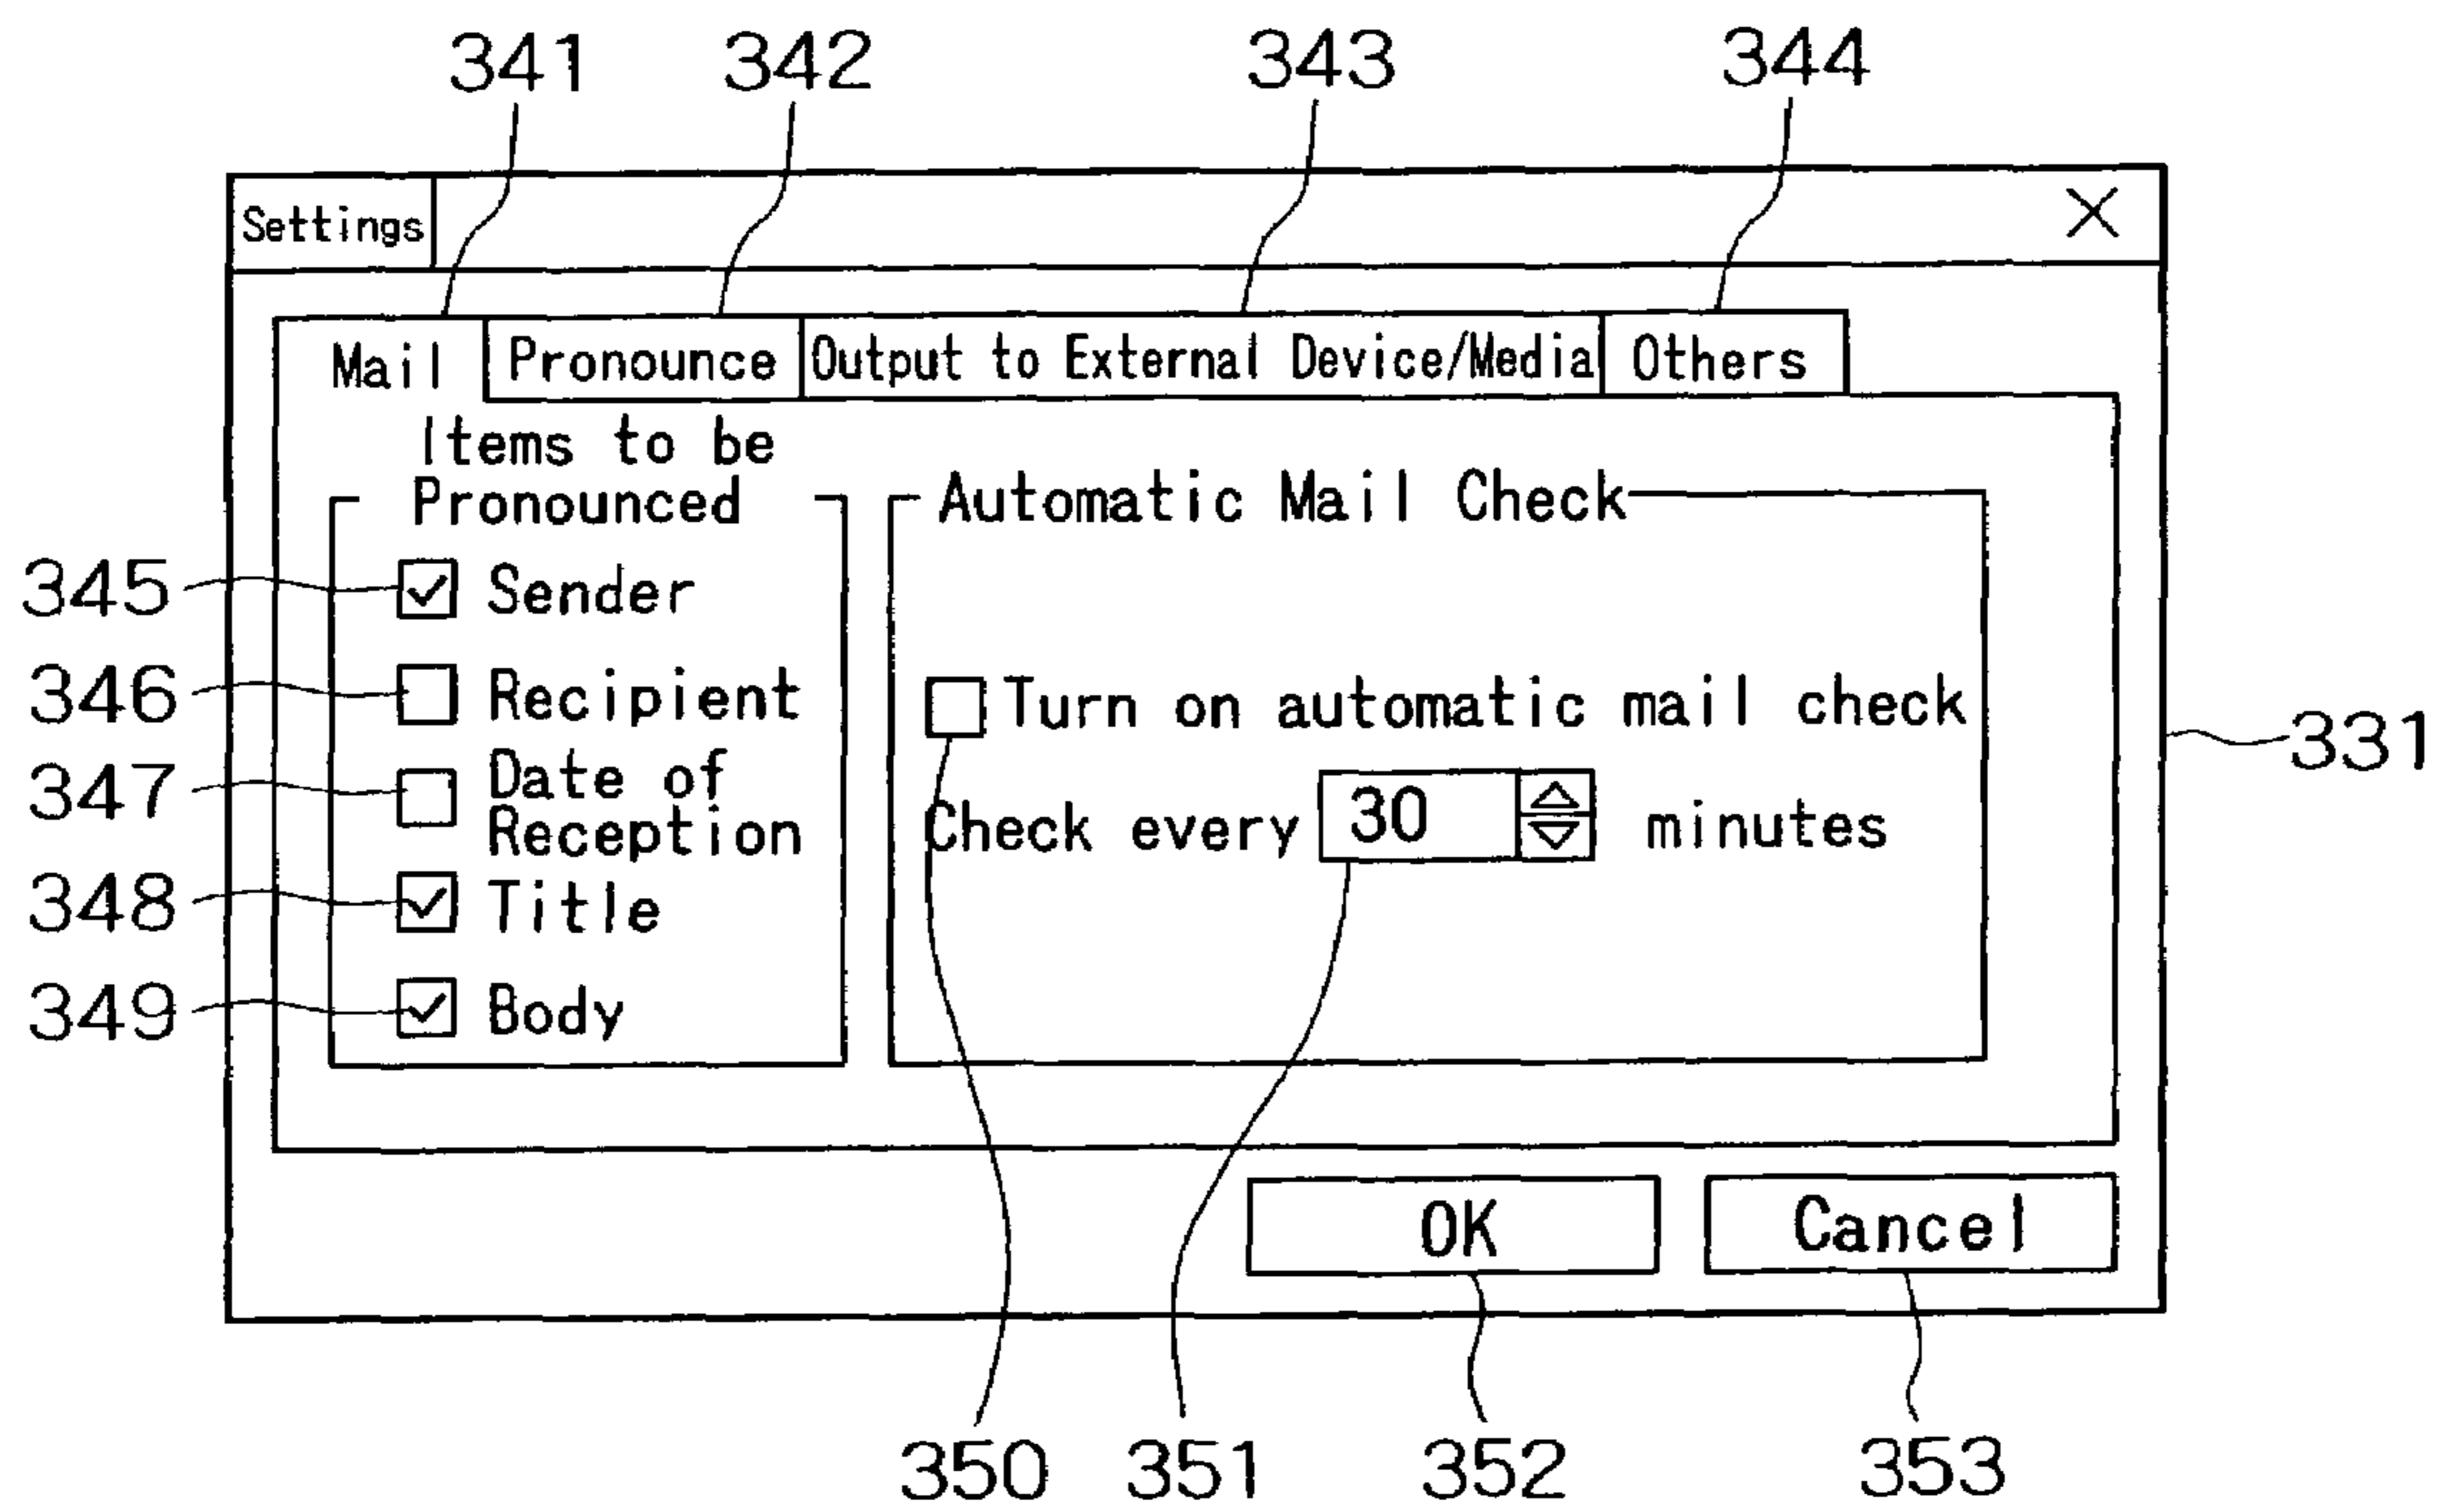 341 342 343 344
Settings
Mail Pronounce Output to External Device/Media Others
Items to be
Pronounced
Automatic Mail Check
345 Sender
346 Recipient
Turn on automatic mail check
331
347 Date of
Reception
Check every 30 minutes
348 Title
349 Body
OK Cancel
350 351 352 353